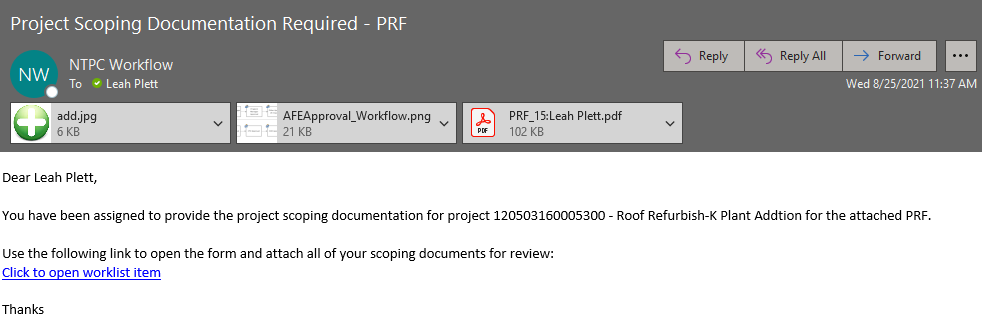 Project Scoping Documentation Required - PRF
NW
NTPC Workflow
To Leah Plett
Reply
Reply All
Forward
...
Wed 8/25/2021 11:37 AM
add.jpg
6 KB
AFEApproval_Workflow.png
21 KB
PDF
PRF_15:Leah Plett.pdf
102 KB
Dear Leah Plett,
You have been assigned to provide the project scoping documentation for project 120503160005300 - Roof Refurbish-K Plant Addtion for the attached PRF.
Use the following link to open the form and attach all of your scoping documents for review:
Click to open worklist item
Thanks